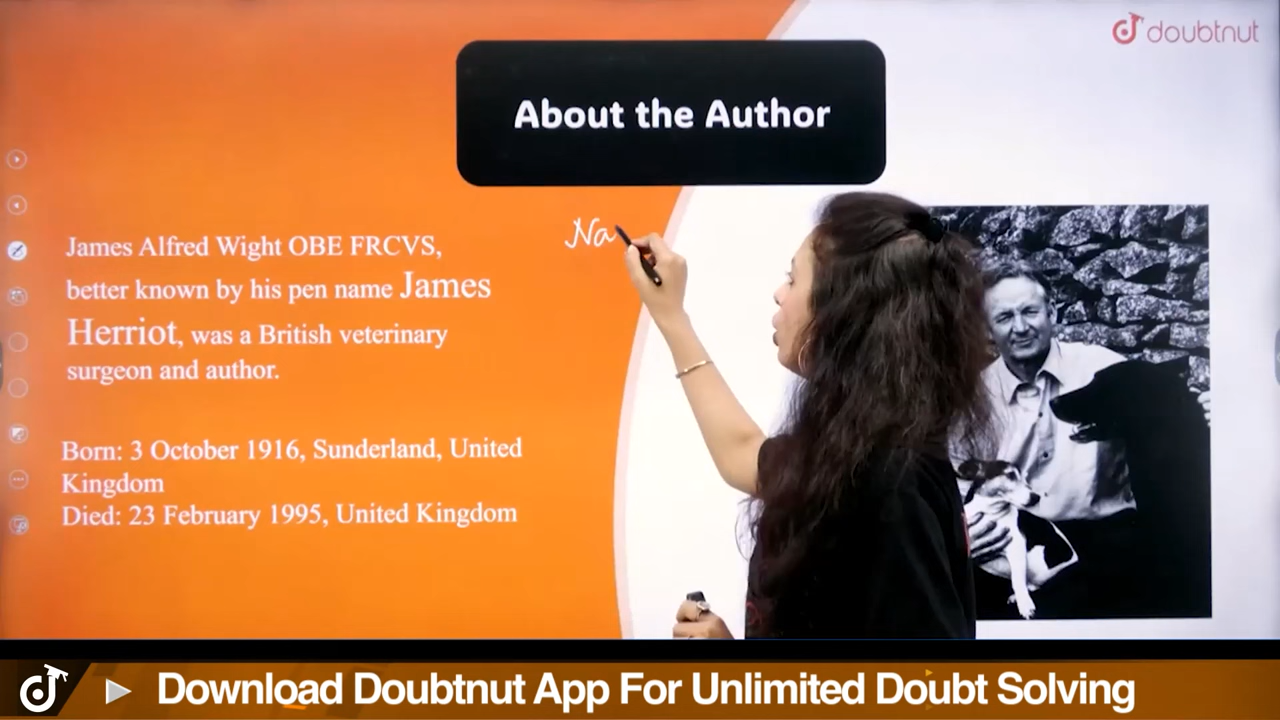 doubtnut
About the Author
Na
James Alfred Wight OBE FRCVS,
better known by his pen name James
Herriot, was a British veterinary
surgeon and author.
Born: 3 October 1916, Sunderland, United
Kingdom
Died: 23 February 1995, United Kingdom
Download Doubtnut App For Unlimited Doubt Solving